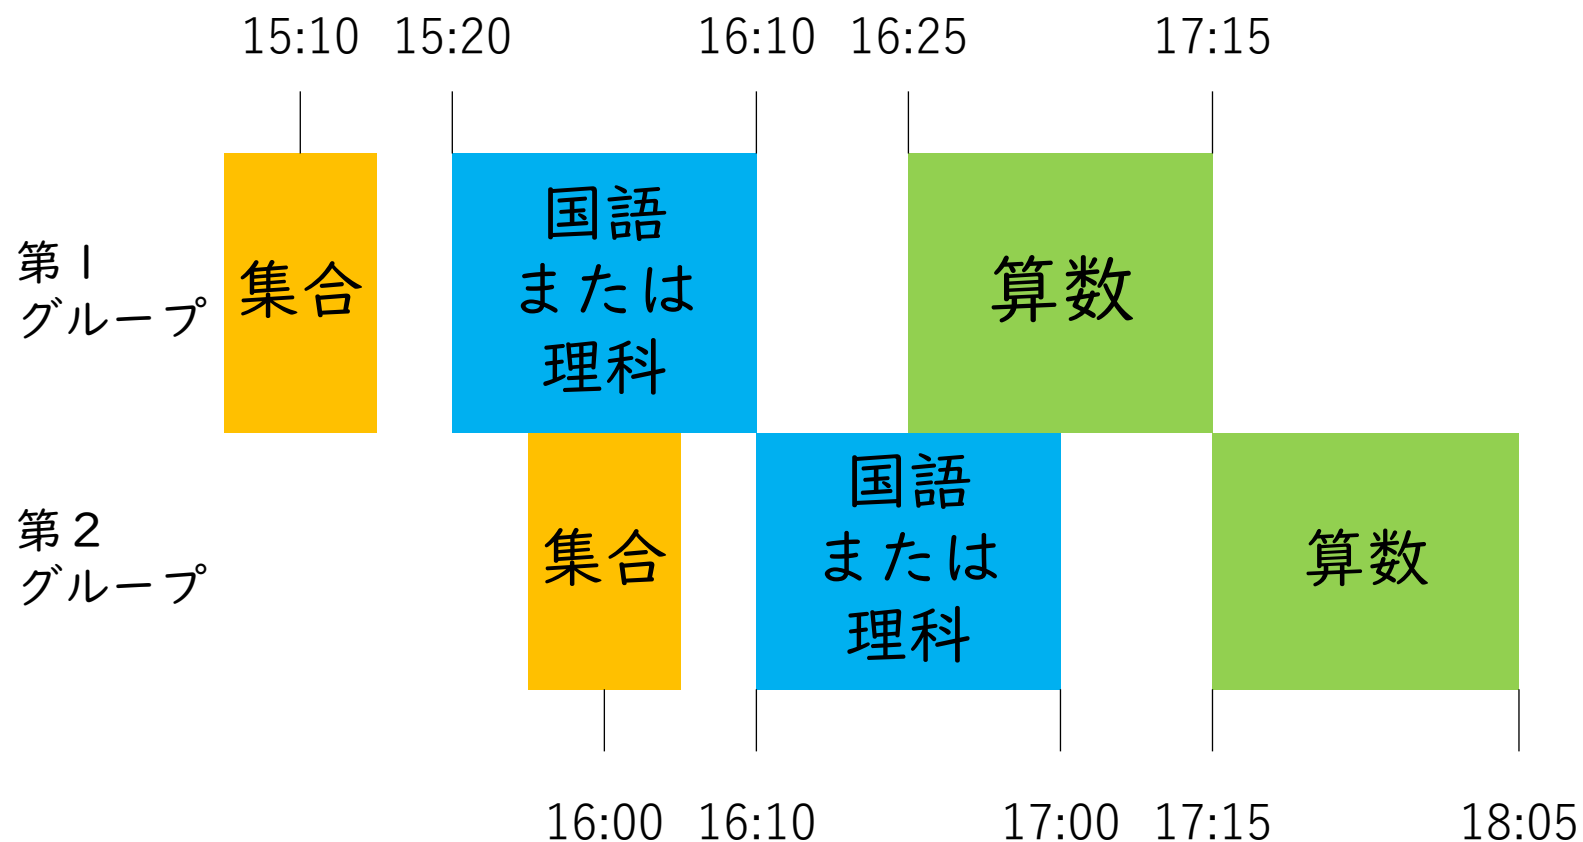 15:10 15:20 16:10 16:25 17:15
第１
グループ
集合
国語
または
理科
算数
第２
グループ
集合
国語
または
理科
算数
16:00 16:10 17:00 17:15 18:05